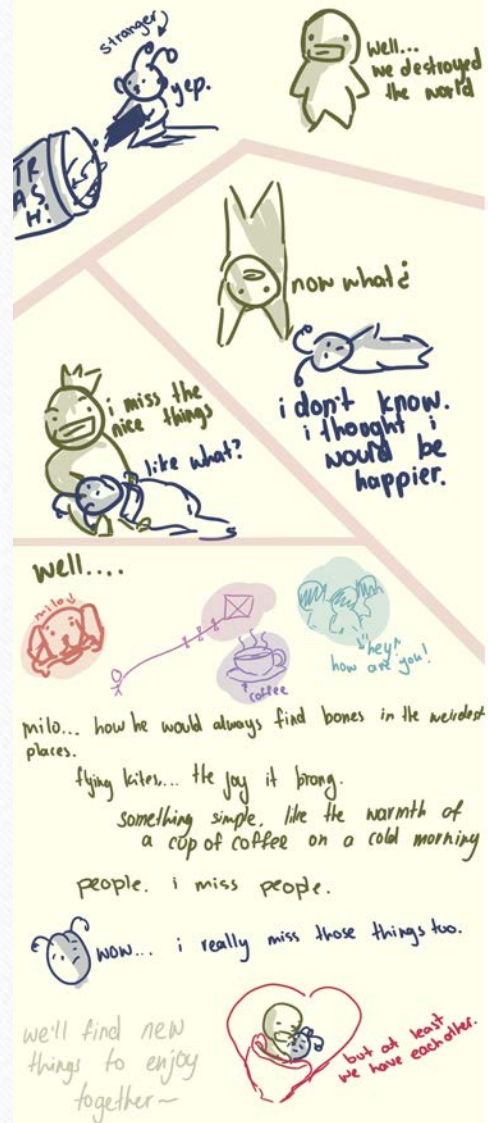 stranger
yep.
well...
we destroyed
the world
TR
AS
H.
now what¿
i don't know.
i thought i
would be
happier.
i miss the
nice things
like what?
well....
milo
coffee
"hey!
how are you!
milo... how he would always find bones in the weirdest
places.
flying kites.... the joy it brong.
something simple. like the warmth of
a cup of coffee on a cold morning
people. i miss people.
wow... i really miss those things too.
we'll find new
things to enjoy
together~
but at least
we have each other.